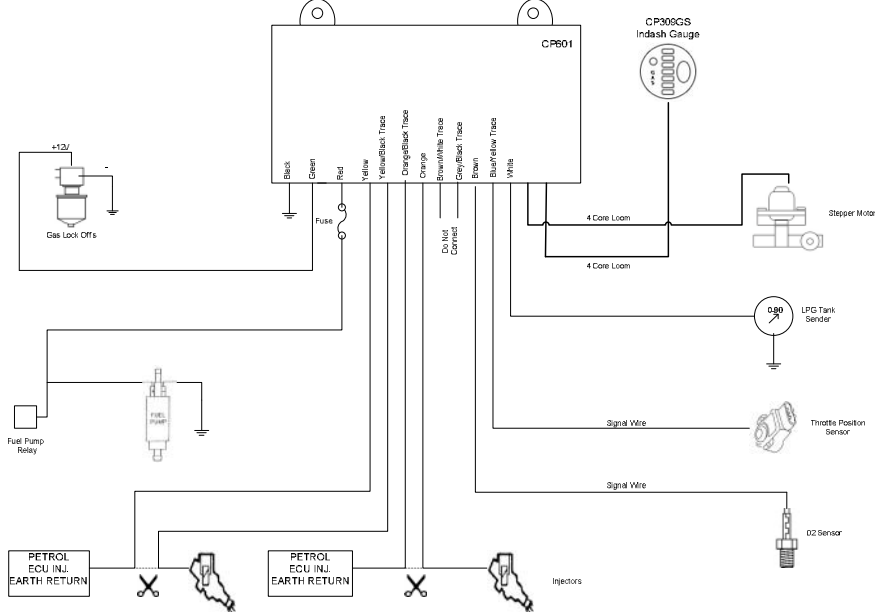 CP309GS
Indash Gauge
CP601
GAS
Black
Green
Red
Yellow
Yellow/Black Trace
Orange/Black Trace
Orange
Brown/White Trace
Grey/Black Trace
Brown
Blue/Yellow Trace
White
+12V
-
Gas Lock Offs
Fuse
Do Not
Connect
4 Core Loom
Stepper Motor
4 Core Loom
LPG Tank
Sender
0-90
FUEL
PUMP
Fuel Pump
Relay
Signal Wire
Throttle Position
Sensor
Signal Wire
02 Sensor
PETROL
ECU INJ.
EARTH RETURN
PETROL
ECU INJ.
EARTH RETURN
Injectors